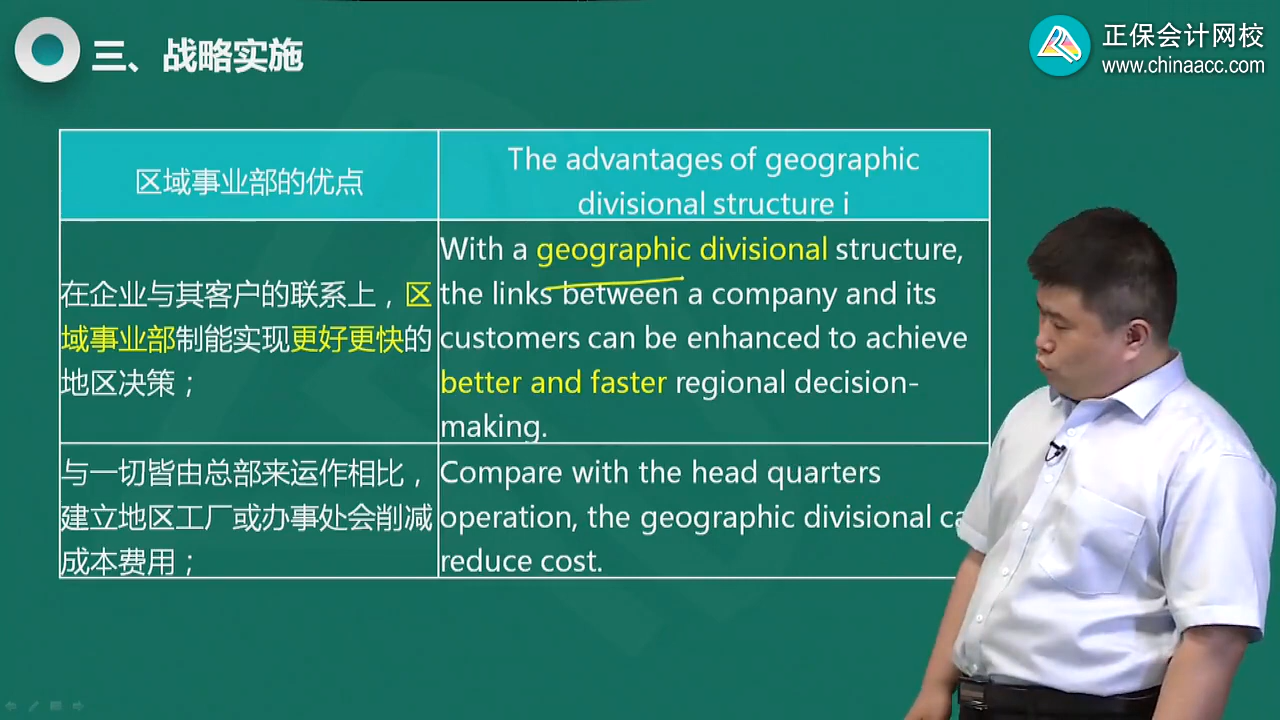 三、战略实施
正保会计网校
www.chinaacc.com
区域事业部的优点
The advantages of geographic
divisional structure i
在企业与其客户的联系上，区
域事业部制能实现更好更快的
地区决策；
With a geographic divisional structure,
the links between a company and its
customers can be enhanced to achieve
better and faster regional decision-
making.
与一切皆由总部来运作相比，
建立地区工厂或办事处会削减
成本费用；
Compare with the head quarters
operation, the geographic divisional
reduce cost.